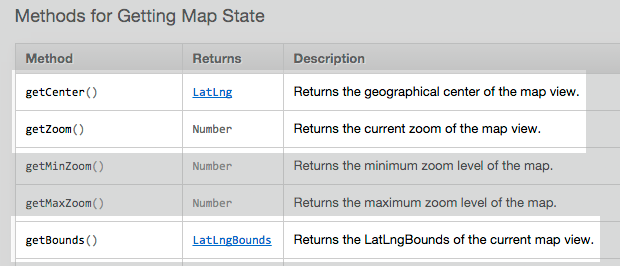 Methods for Getting Map State
Method Returns Description
getCenter() LatLng Returns the geographical center of the map view.
getZoom() Number Returns the current zoom of the map view.
getMinZoom() Number Returns the minimum zoom level of the map.
getMaxZoom() Number Returns the maximum zoom level of the map.
getBounds() LatLngBounds Returns the LatLngBounds of the current map view.